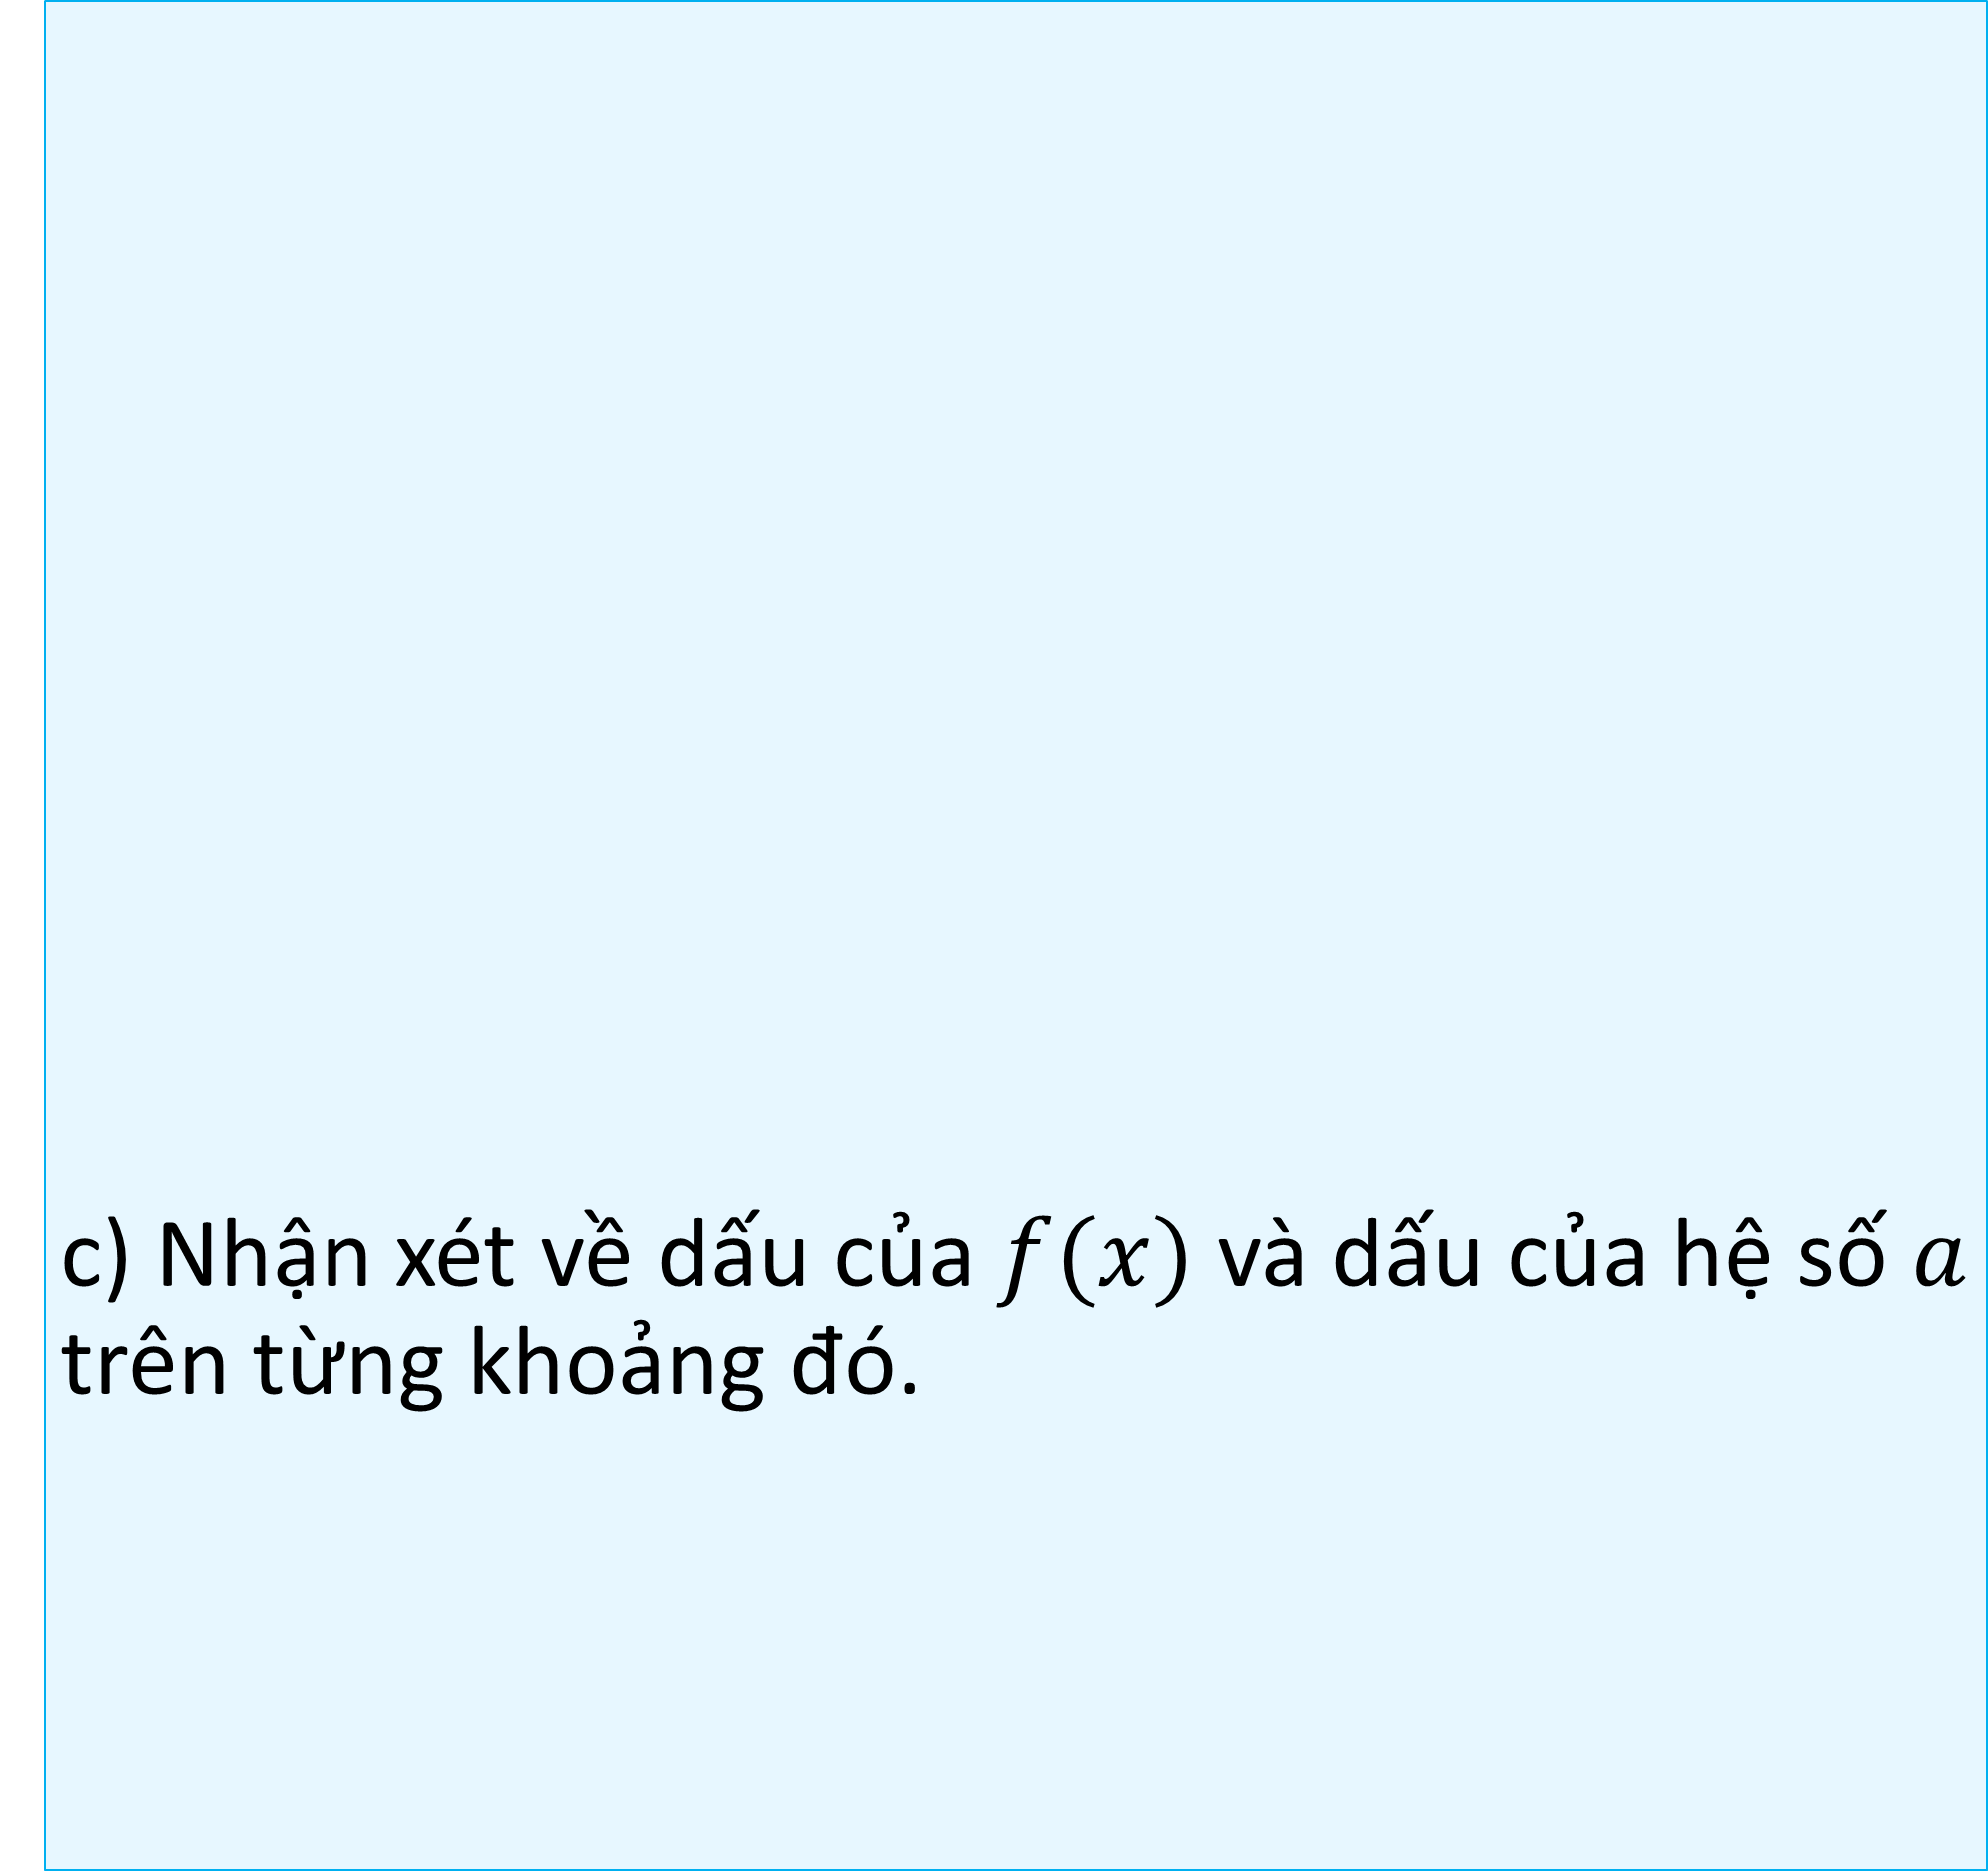 c) Nhận xét về dấu của f(x) và dấu của hệ số a
trên từng khoảng đó.